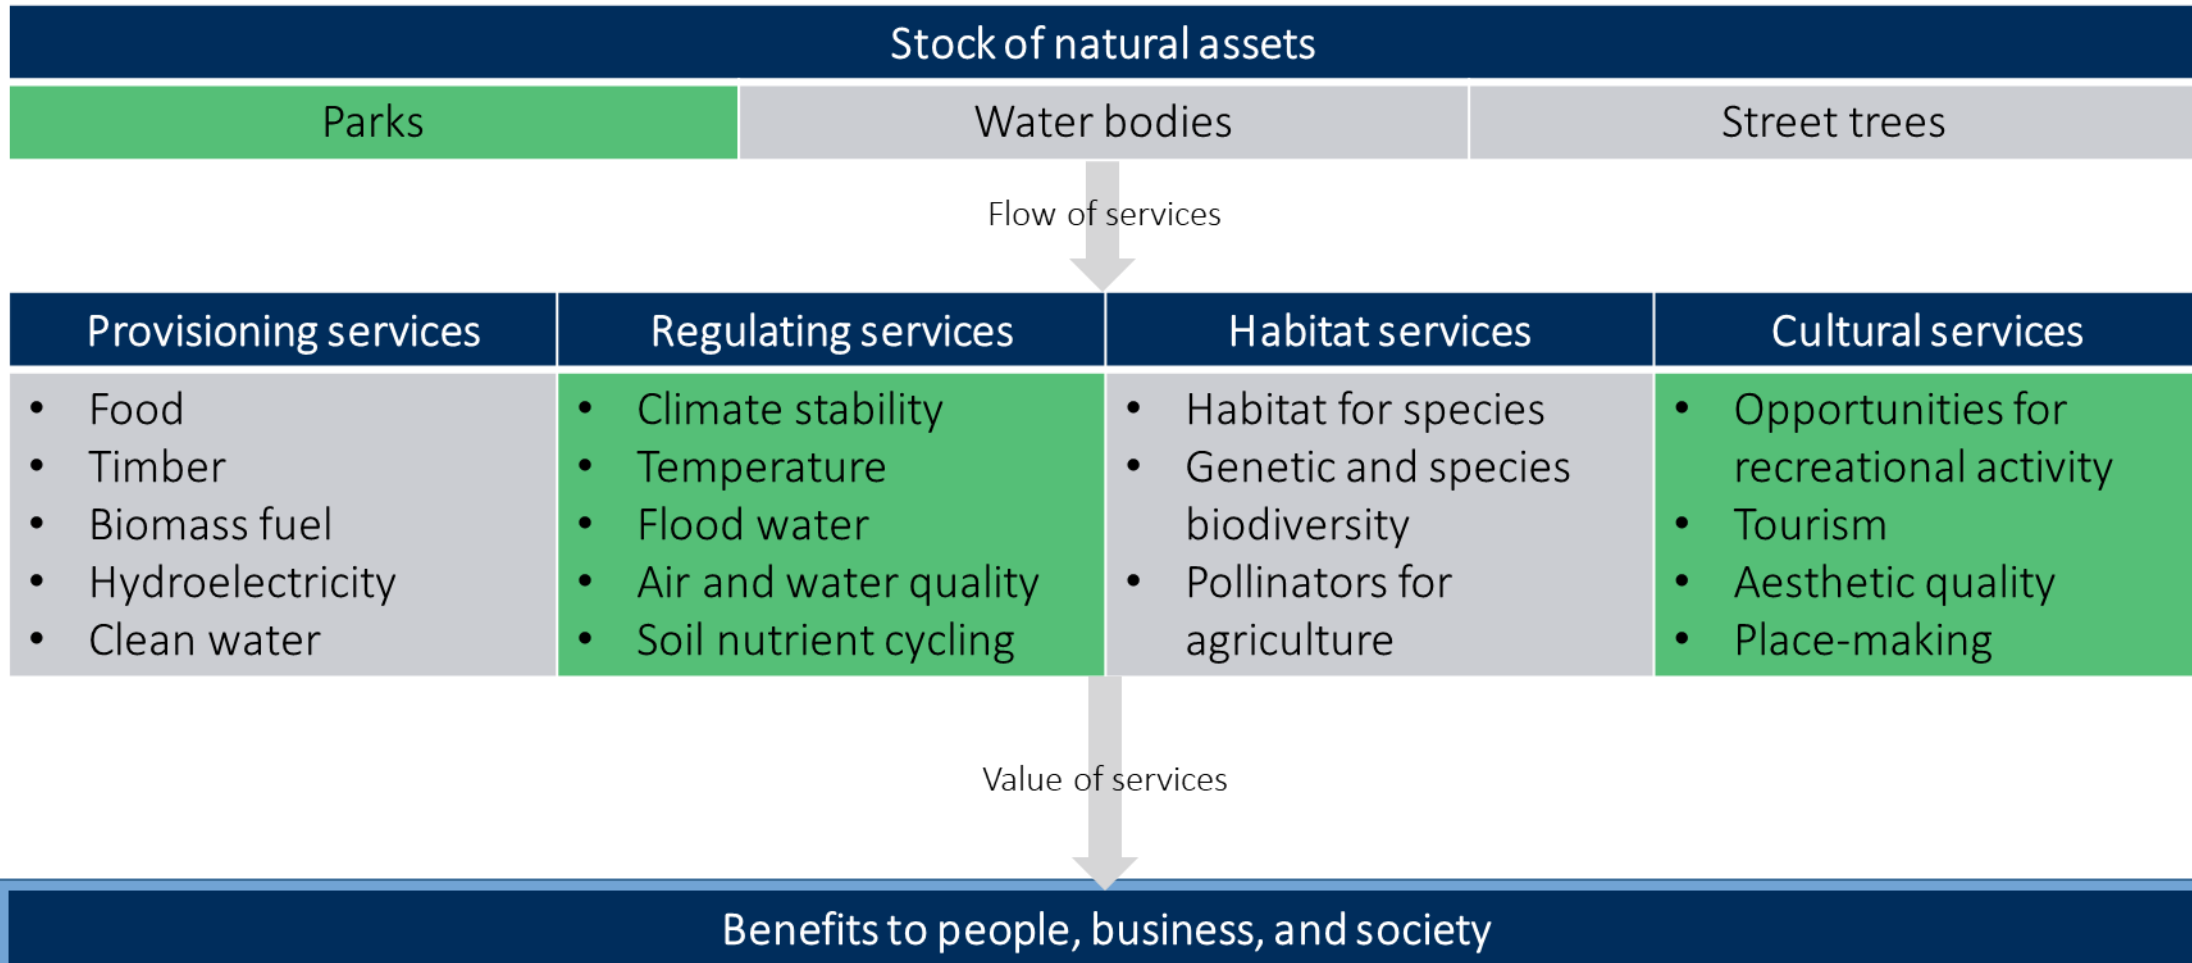 Stock of natural assets
Parks
Water bodies
Street trees
Flow of services
Provisioning services
• Food
• Timber
• Biomass fuel
• Hydroelectricity
• Clean water
Regulating services
• Climate stability
• Temperature
• Flood water
• Air and water quality
• Soil nutrient cycling
Habitat services
• Habitat for species
• Genetic and species
biodiversity
• Pollinators for
agriculture
Cultural services
• Opportunities for
recreational activity
• Tourism
• Aesthetic quality
• Place-making
Value of services
Benefits to people, business, and society